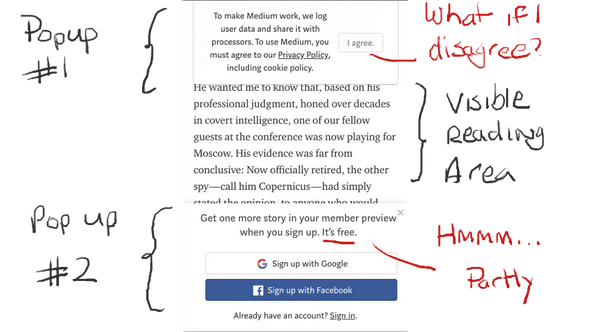 Popup
#1
To make Medium work, we log
user data and share it with
processors. To use Medium, you
must agree to our Privacy Policy,
including cookie policy.
I agree.
What if I
disagree?
He wanted me to know that, based on his
professional judgment, honed over decades
in covert intelligence, one of our fellow
guests at the conference was now playing for
Moscow. His evidence was far from
conclusive: Now officially retired, the other
spy—call him Copernicus—had simply
stated the opinion, to anyone who would
Visible
Reading
Area
Pop up
#2
Get one more story in your member preview
when you sign up. It's free.
×
Hmmm...
Partly
G Sign up with Google
f Sign up with Facebook
Already have an account? Sign in.